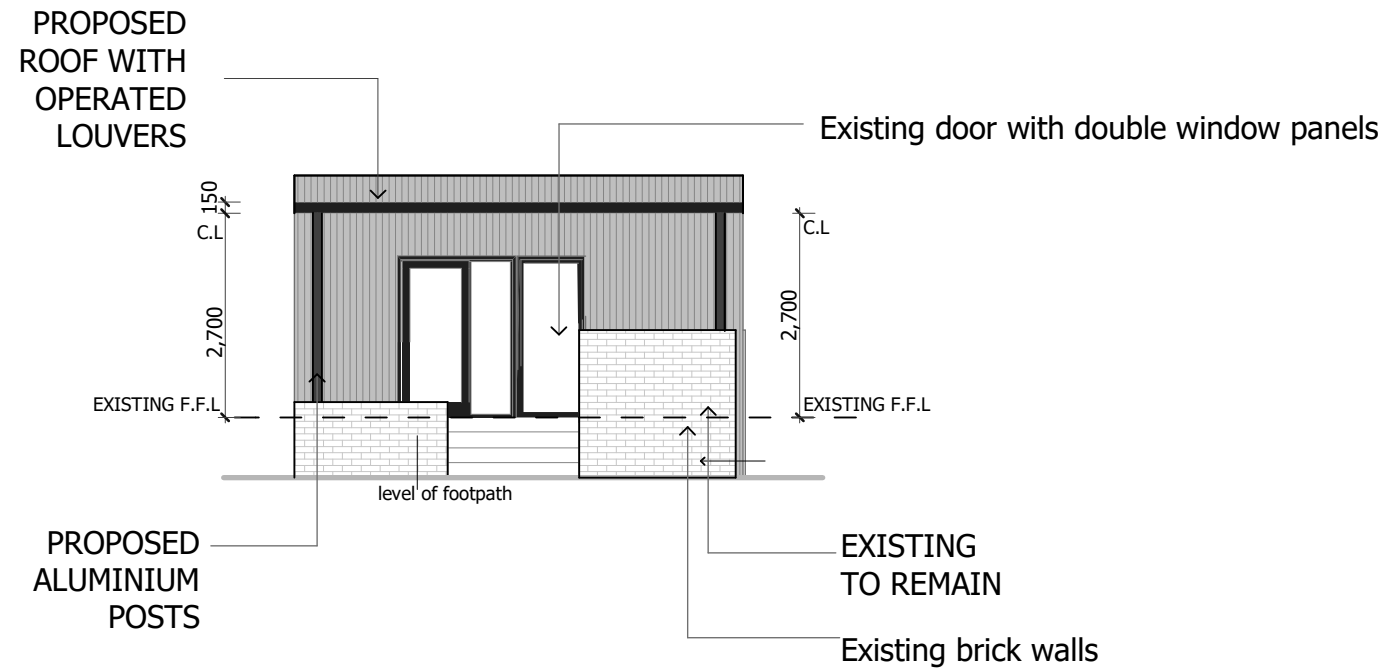 PROPOSED
ROOF WITH
OPERATED
LOUVERS
Existing door with double window panels
150
C.L
2,700
EXISTING F.F.L
C.L
2,700
EXISTING F.F.L
level of footpath
PROPOSED
ALUMINIUM
POSTS
EXISTING
TO REMAIN
Existing brick walls